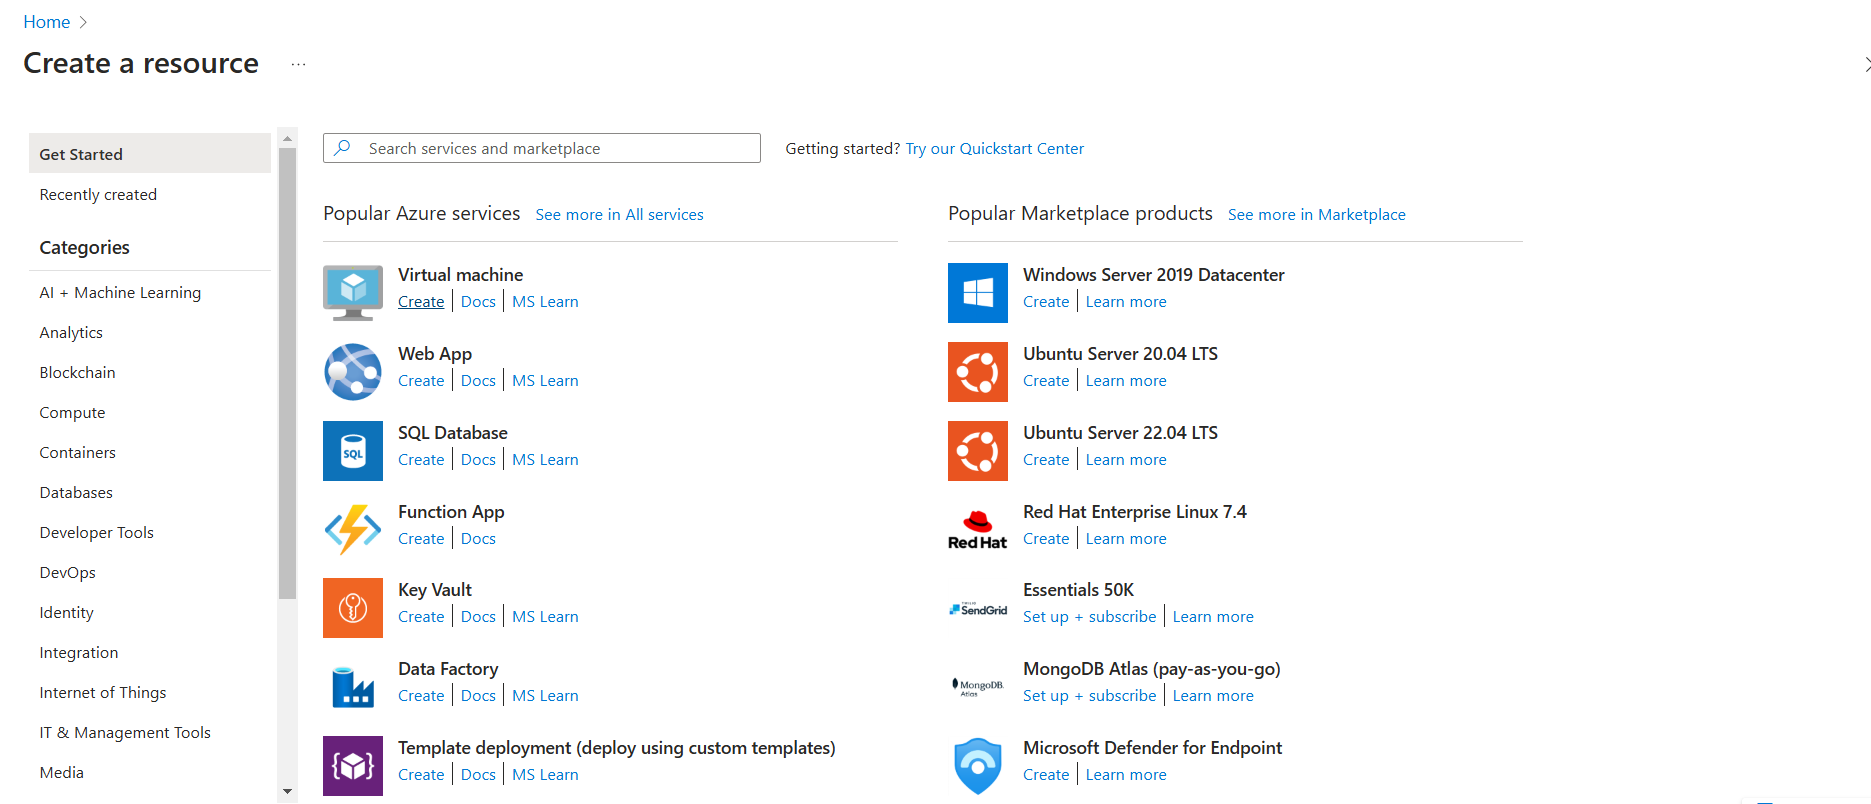 Home
Create a resource ...
Get Started
Recently created
Categories
AI + Machine Learning
Analytics
Blockchain
Compute
Containers
Databases
Developer Tools
DevOps
Identity
Integration
Internet of Things
IT & Management Tools
Media
Search services and marketplace
Getting started? Try our Quickstart Center
Popular Azure services See more in All services
Virtual machine
Create | Docs | MS Learn
Web App
Create | Docs | MS Learn
SQL
SQL Database
Create | Docs | MS Learn
Function App
Create | Docs
Key Vault
Create | Docs | MS Learn
Data Factory
Create | Docs | MS Learn
Template deployment (deploy using custom templates)
Create | Docs | MS Learn
Popular Marketplace products See more in Marketplace
Windows Server 2019 Datacenter
Create | Learn more
Ubuntu Server 20.04 LTS
Create | Learn more
Ubuntu Server 22.04 LTS
Create | Learn more
Red Hat
Red Hat Enterprise Linux 7.4
Create | Learn more
SendGrid
Essentials 50K
Set up + subscribe | Learn more
MongoDB.
Atlas
MongoDB Atlas (pay-as-you-go)
Set up + subscribe | Learn more
Microsoft Defender for Endpoint
Create | Learn more